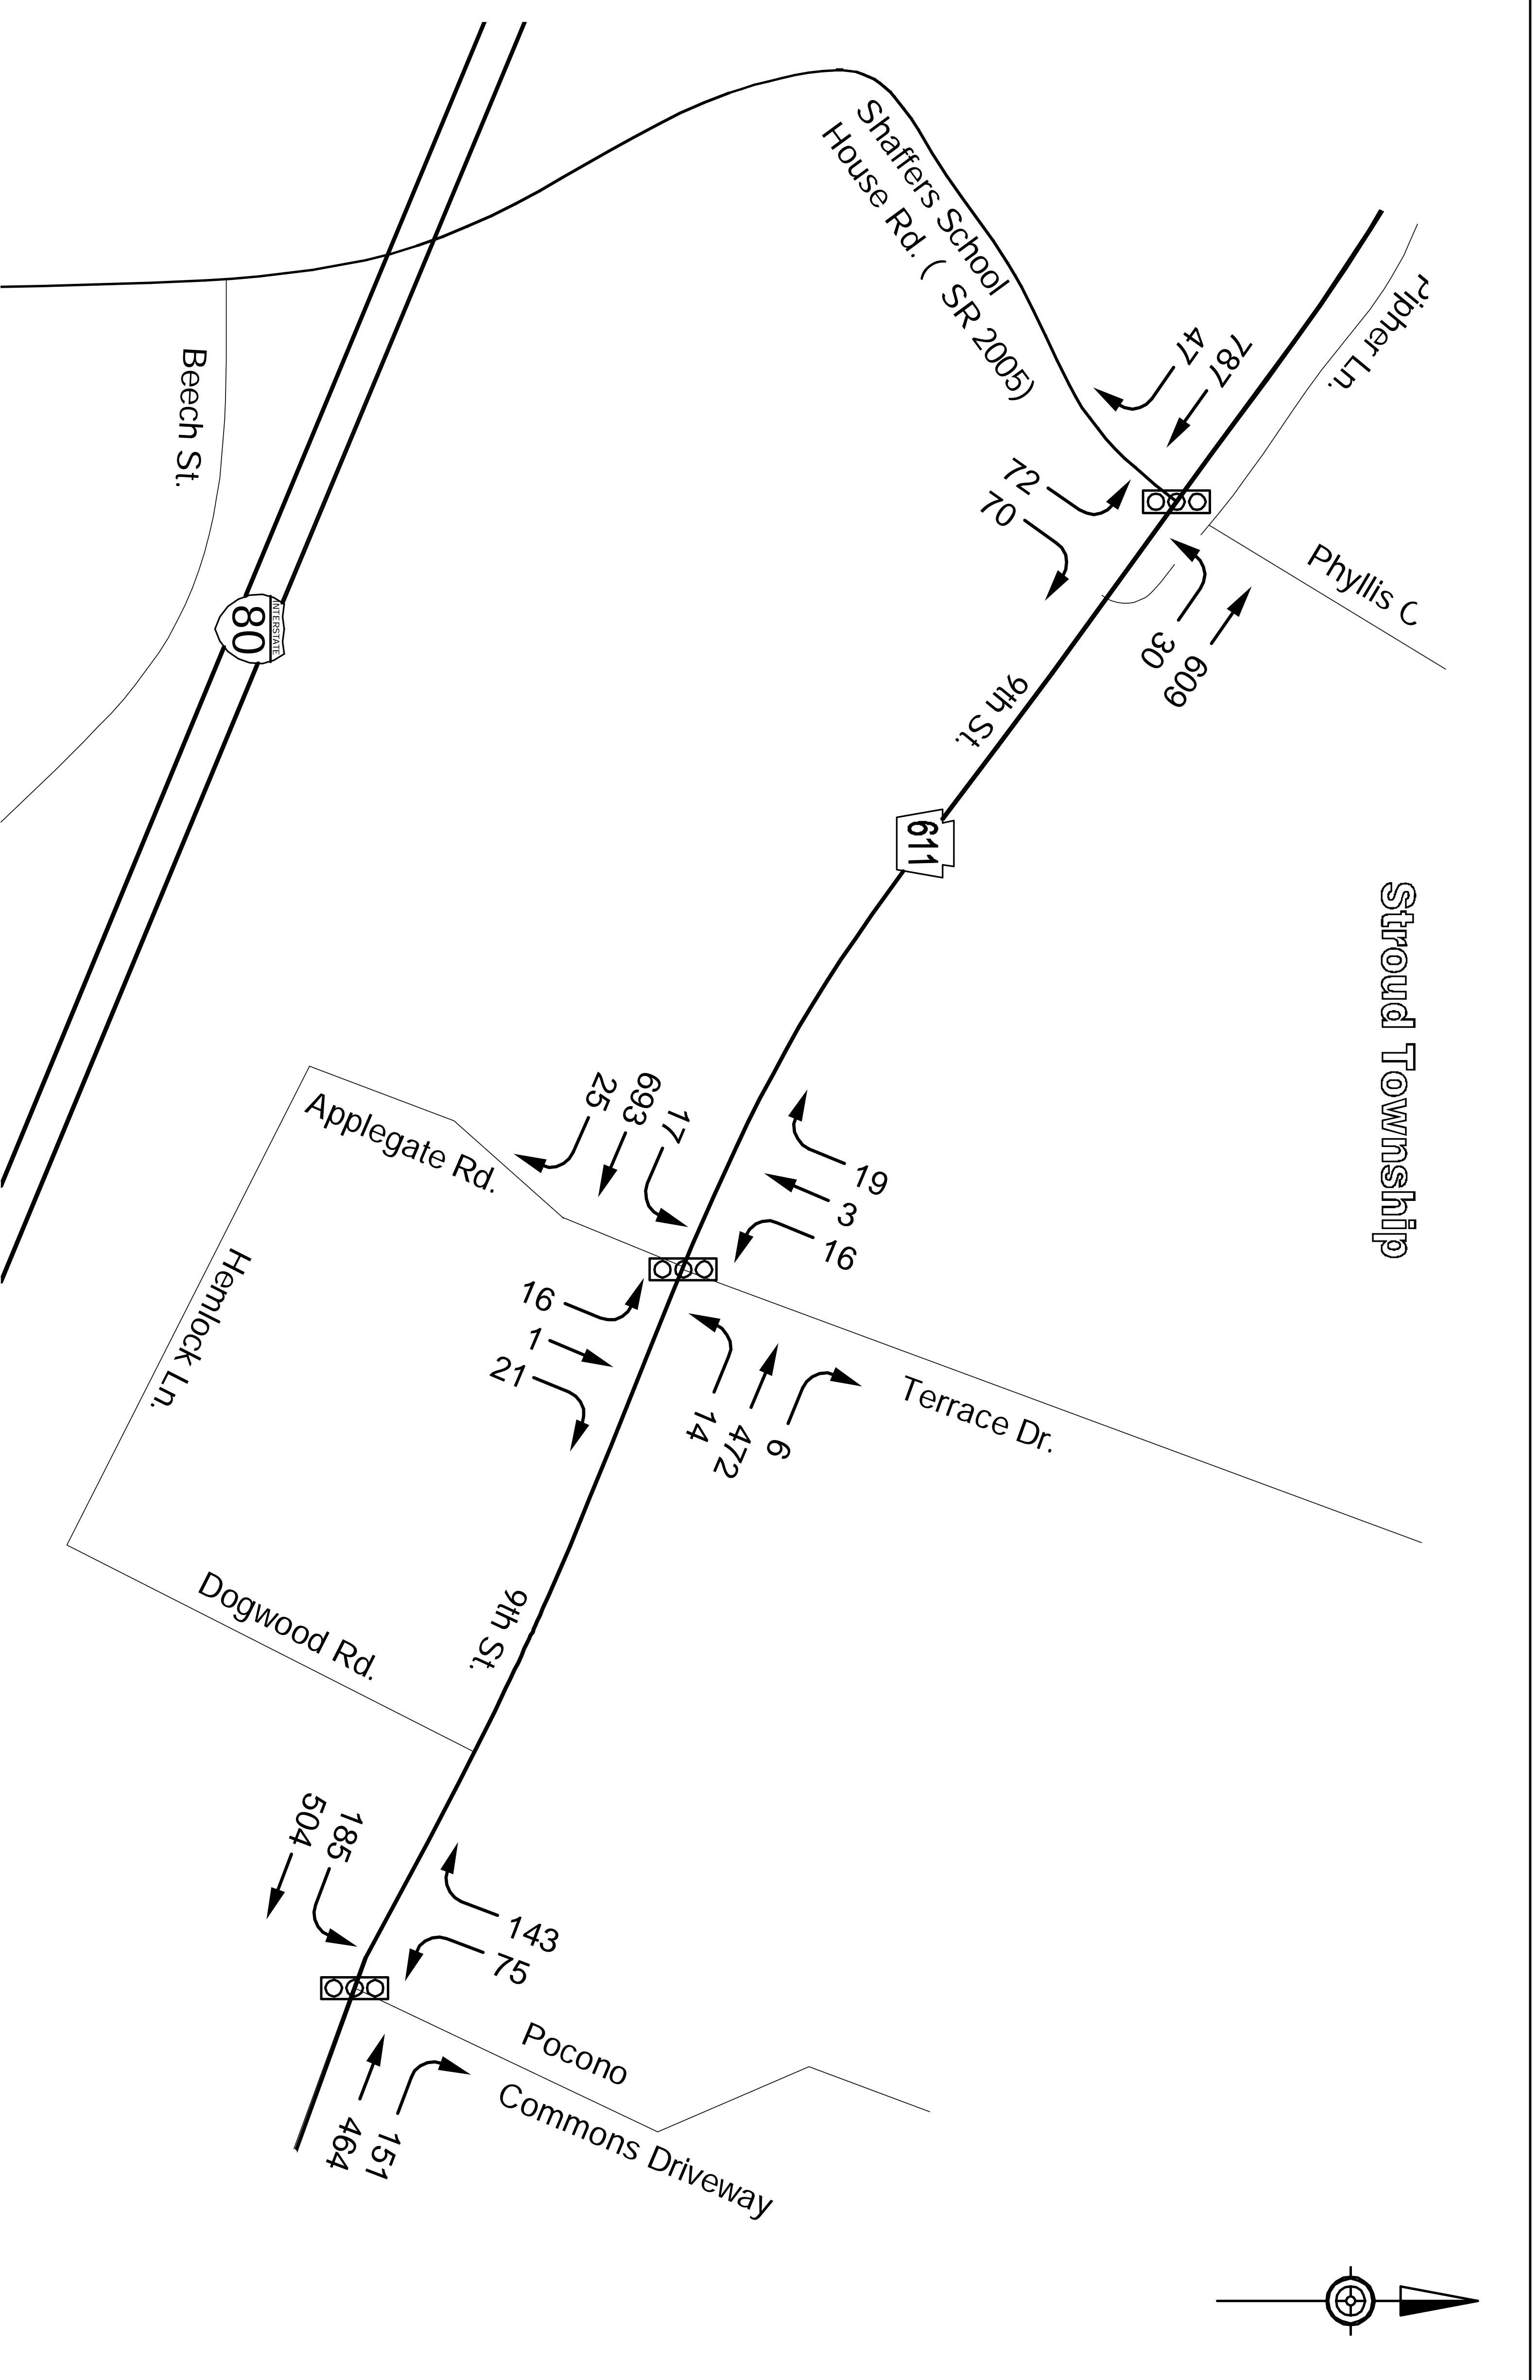 Shaffers School
House Rd. ( SR 2005)
ipher Ln.
47
787
72
70
Phyllis C
30
609
Beech St.
INTERSTATE
80
9th St.
611
Stroud Township
25
693
17
19
3
16
Applegate Rd.
16
1
21
14
472
6
Terrace Dr.
Hemlock Ln.
9th St.
Dogwood Rd.
504
185
143
75
464
151
Pocono
Commons Driveway